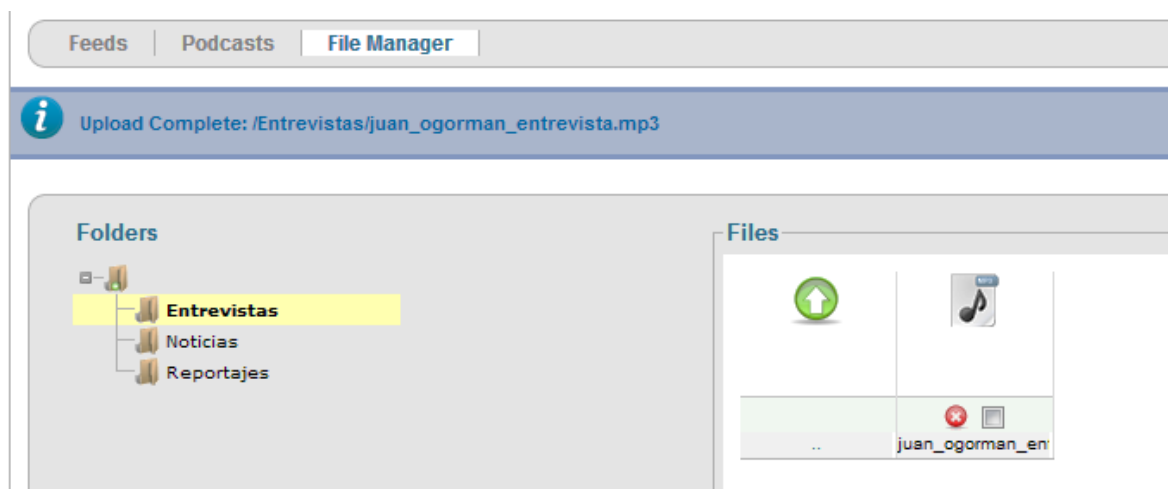 Feeds Podcasts File Manager
Upload Complete: /Entrevistas/juan_ogorman_entrevista.mp3
Folders
Files
Entrevistas
Noticias
Reportajes
..
juan_ogorman_en